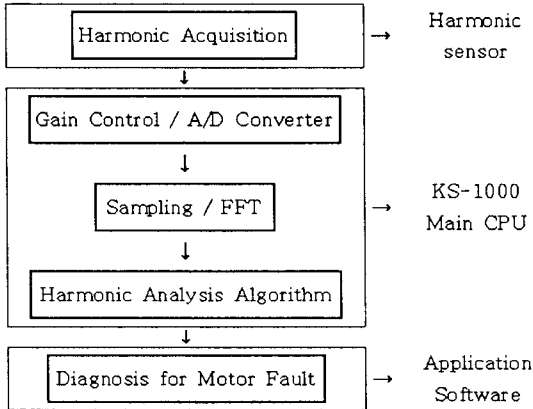 Harmonic Acquisition
→ Harmonic
sensor
↓
Gain Control / A/D Converter
↓
Sampling / FFT
↓
Harmonic Analysis Algorithm
→ KS-1000
Main CPU
↓
Diagnosis for Motor Fault
→ Application
Software